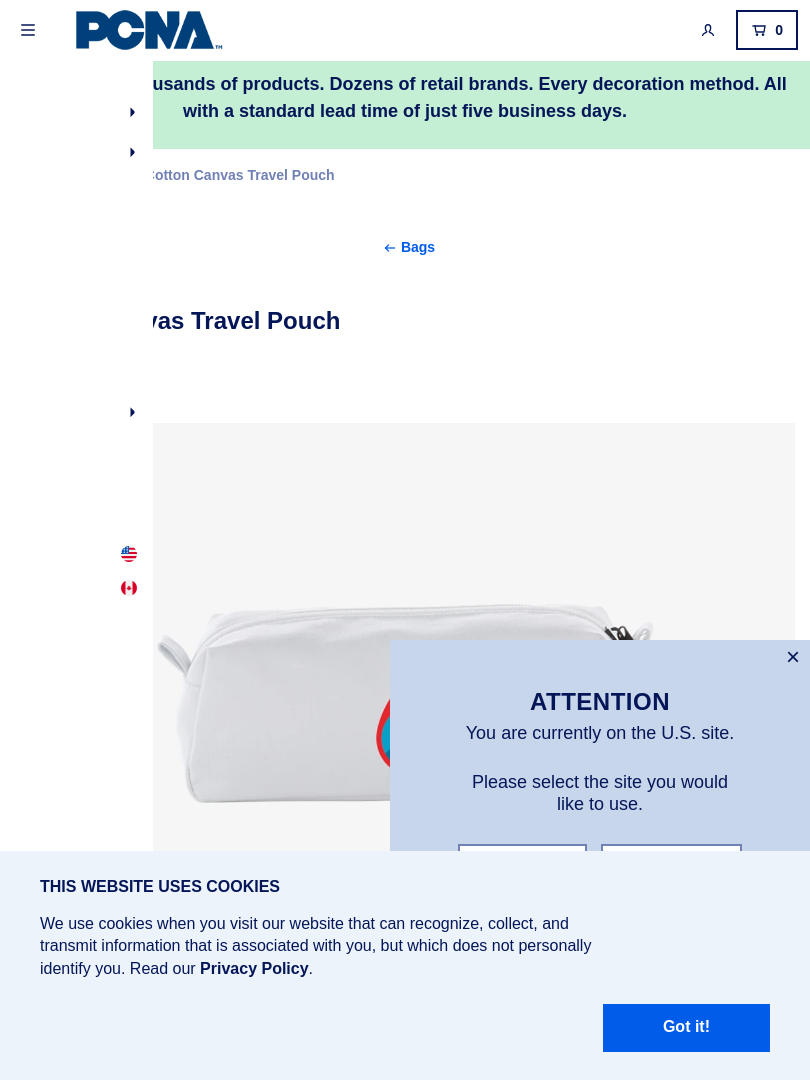 PCNA™
0
usands of products. Dozens of retail brands. Every decoration method. All
with a standard lead time of just five business days.
Cotton Canvas Travel Pouch
← Bags
vas Travel Pouch
×
ATTENTION
You are currently on the U.S. site.
Please select the site you would
like to use.
THIS WEBSITE USES COOKIES
We use cookies when you visit our website that can recognize, collect, and
transmit information that is associated with you, but which does not personally
identify you. Read our Privacy Policy.
Got it!